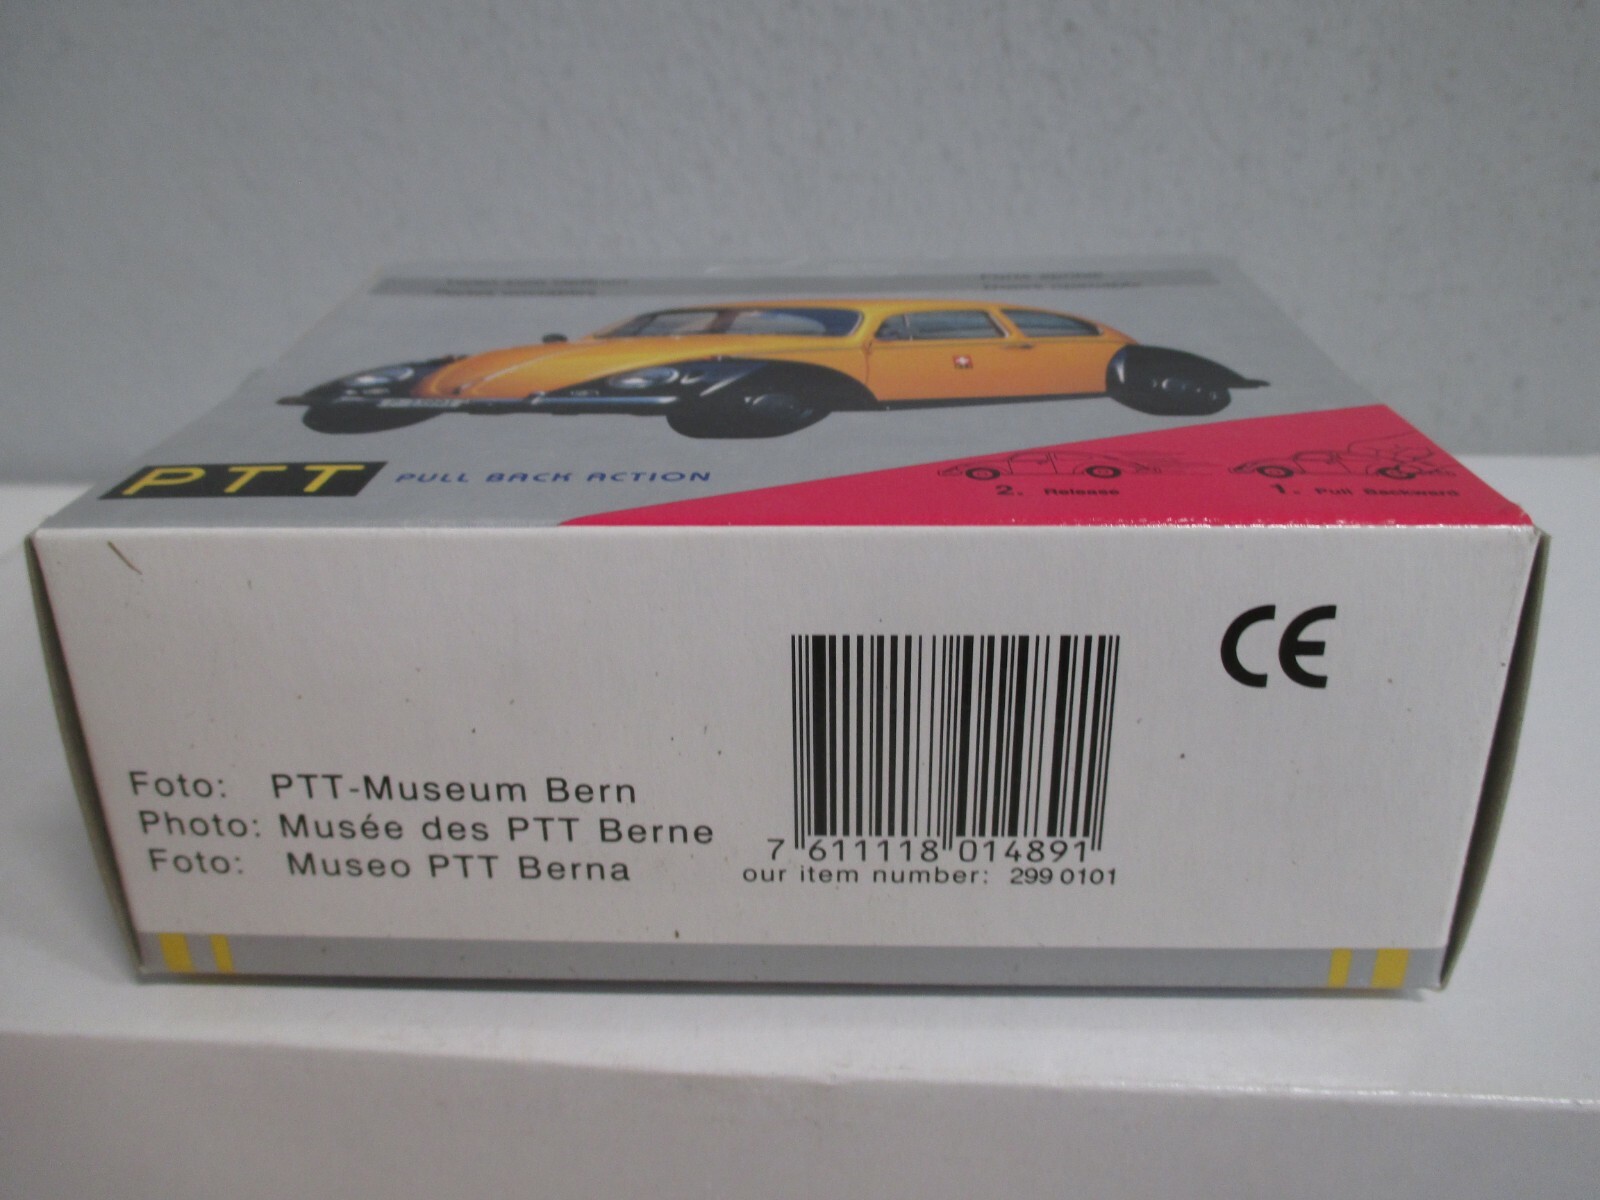 PTT PULL BACK ACTION
2. Release
1. Pull Backward
CE
Foto: PTT-Museum Bern
Photo: Musée des PTT Berne
Foto: Museo PTT Berna
7 611118 014891
our item number: 299 0101